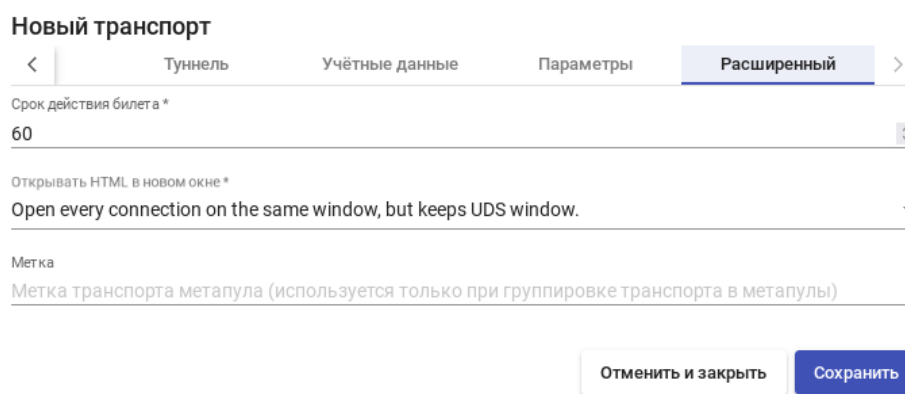 Новый транспорт
Туннель Учётные данные Параметры Расширенный
Срок действия билета *
60
Открывать HTML в новом окне *
Open every connection on the same window, but keeps UDS window.
Метка
Метка транспорта метапула (используется только при группировке транспорта в метапулы)
Отменить и закрыть Сохранить